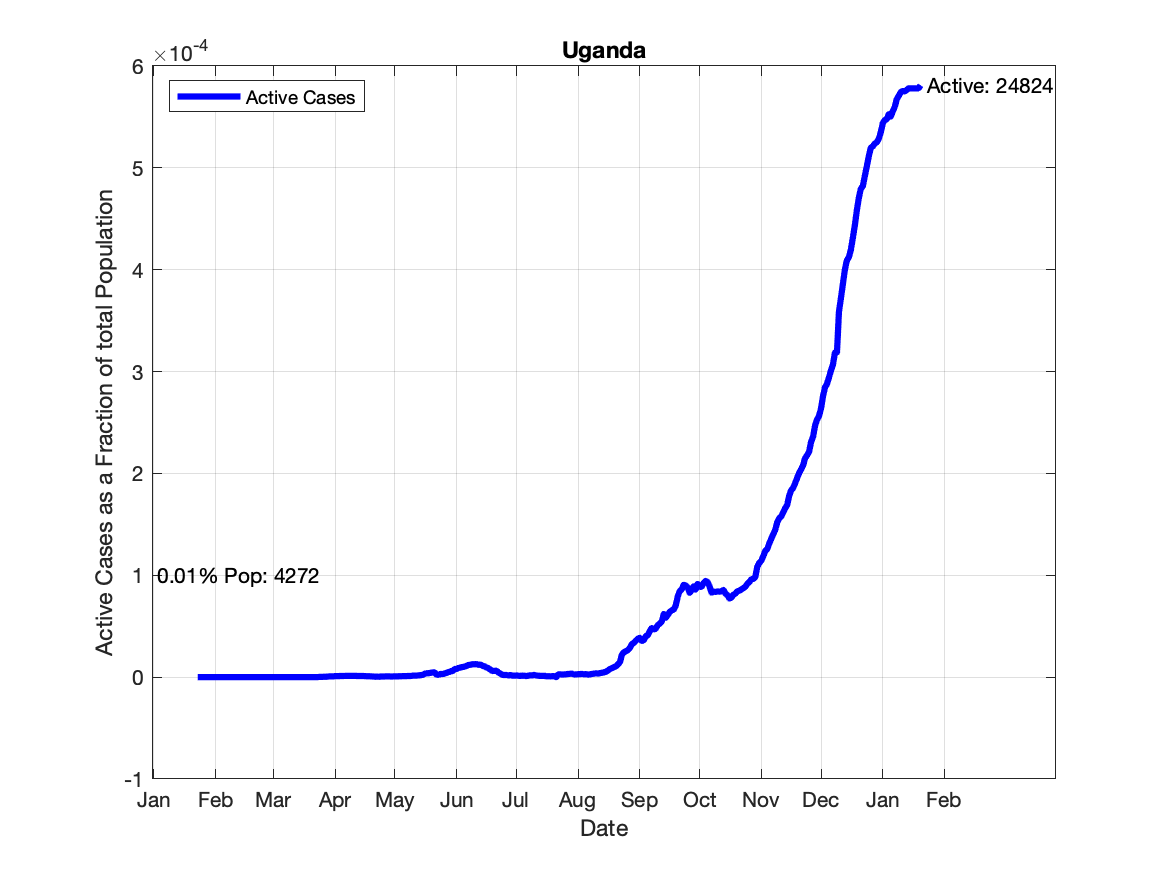 Uganda
×10-4
6
5
4
3
2
1
0
-1
Active Cases as a Fraction of total Population
Active Cases
Active: 24824
0.01% Pop: 4272
Jan Feb Mar Apr May Jun Jul Aug Sep Oct Nov Dec Jan Feb
Date